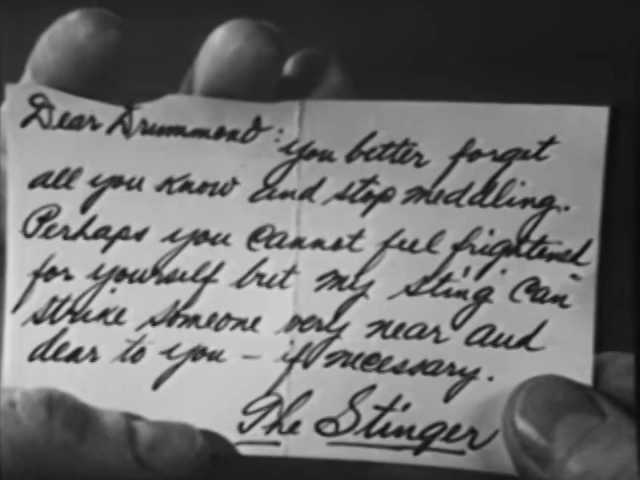 Dear Drummond: you better forget
all you know and stop meddling.
Perhaps you cannot feel frightened
for yourself but my "sting" can
strike someone very near and
dear to you – if necessary.
The Stinger